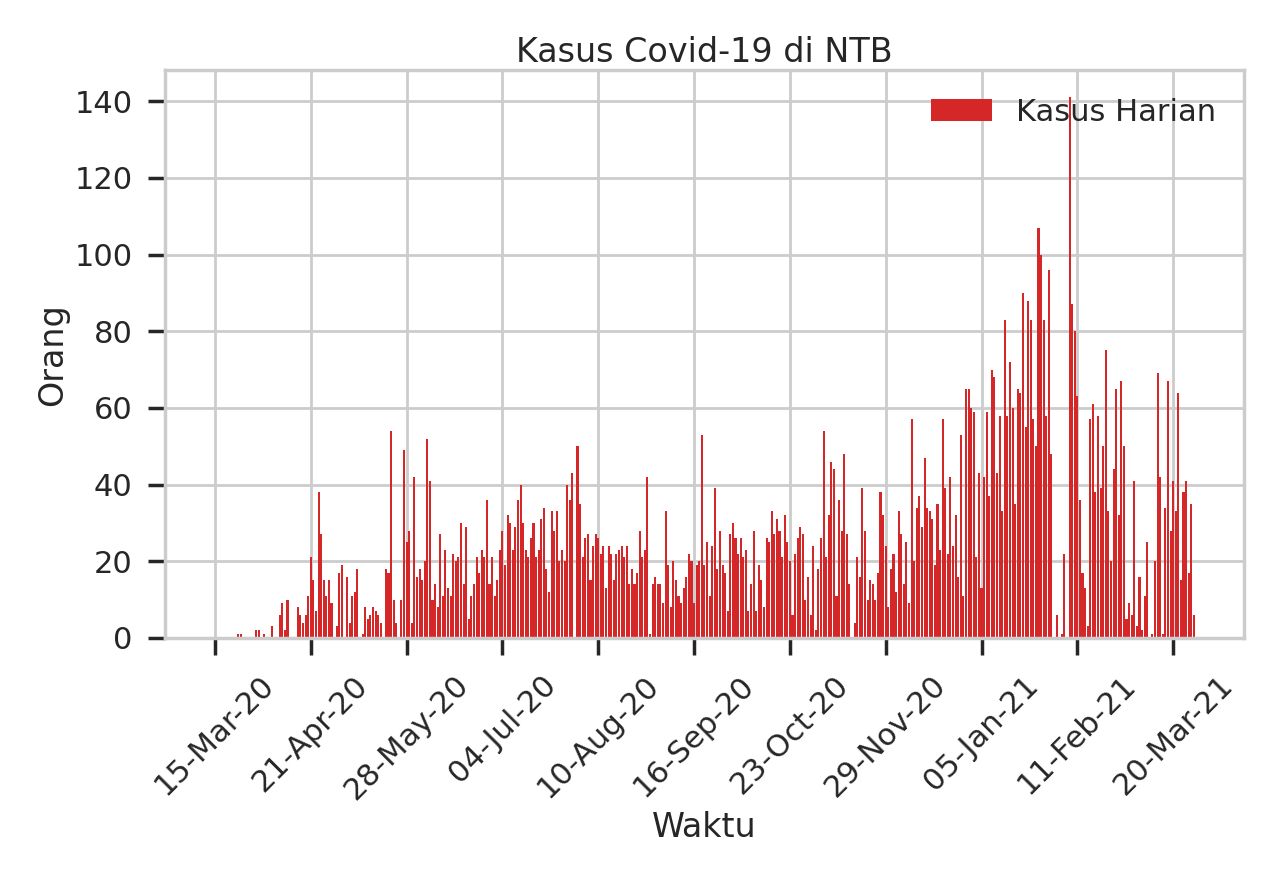 Kasus Covid-19 di NTB
Kasus Harian
140
120
100
80
60
40
20
0
Orang
15-Mar-20
21-Apr-20
28-May-20
04-Jul-20
10-Aug-20
16-Sep-20
23-Oct-20
29-Nov-20
05-Jan-21
11-Feb-21
20-Mar-21
Waktu